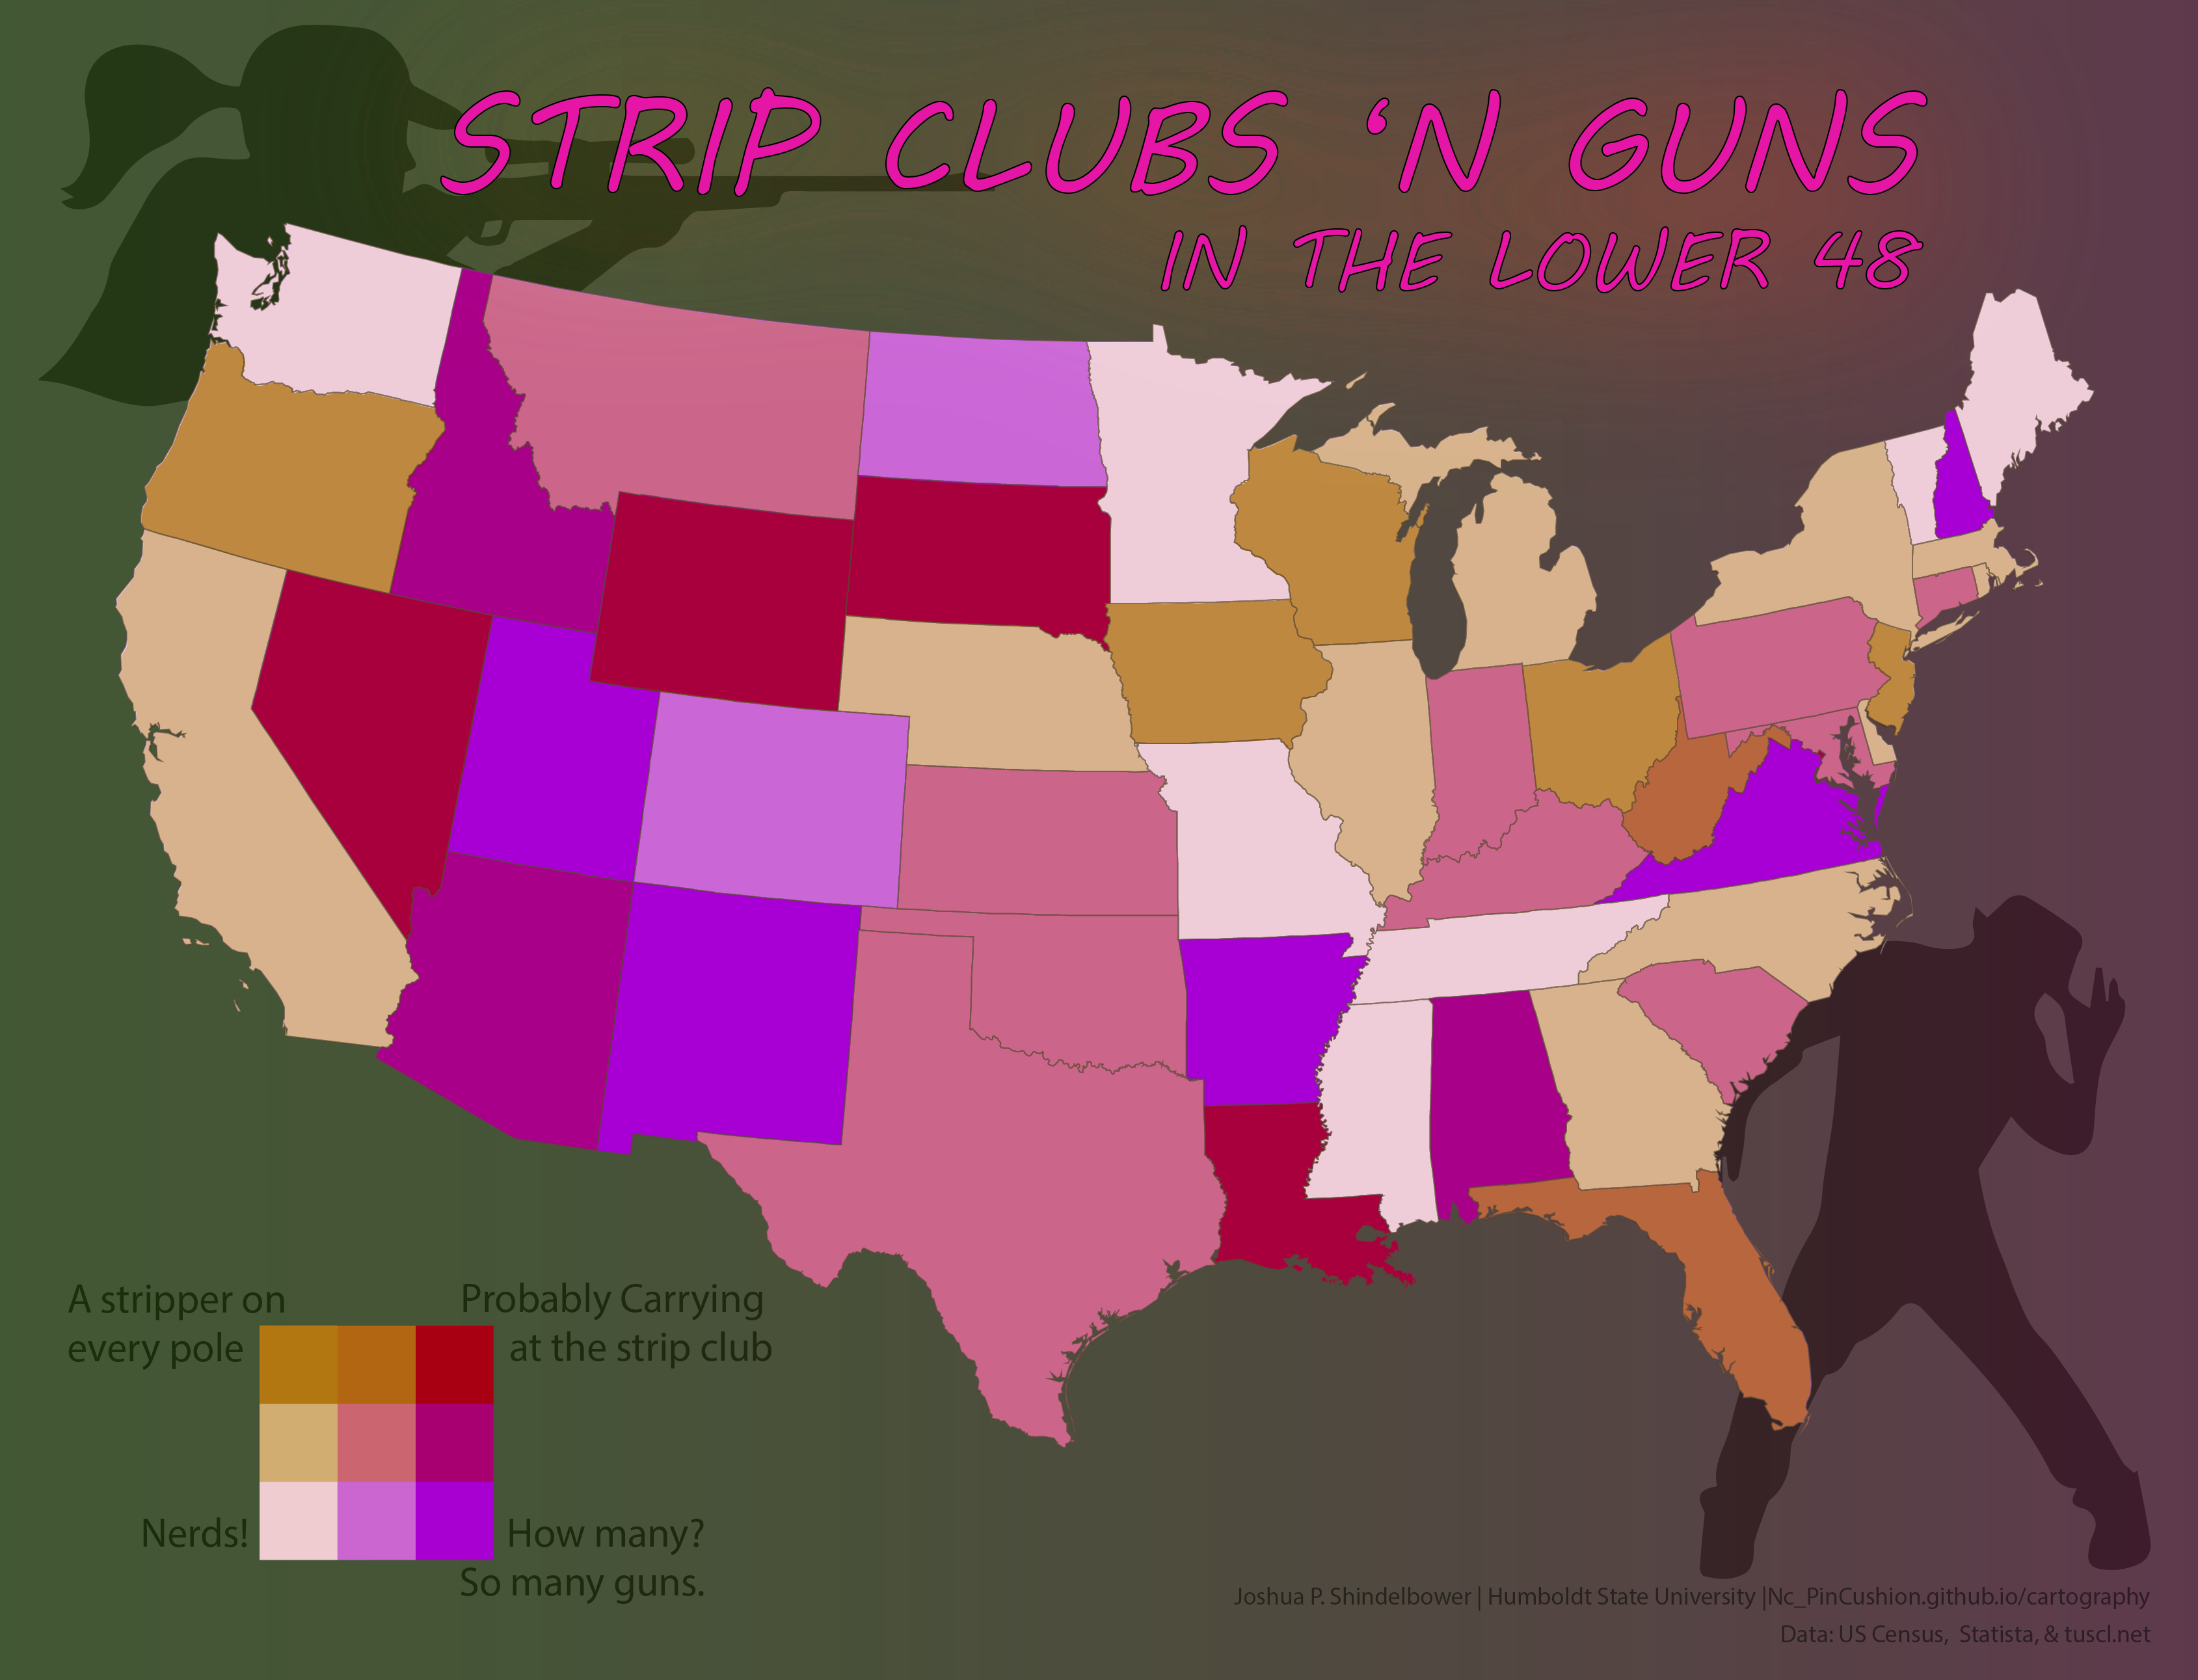 STRIP CLUBS ‘N GUNS
IN THE LOWER 48
A stripper on
every pole
Probably Carrying
at the strip club
Nerds!
How many?
So many guns.
Joshua P. Shindelbower | Humboldt State University |Nc_PinCushion.github.io/cartography
Data: US Census, Statista, & tuscl.net